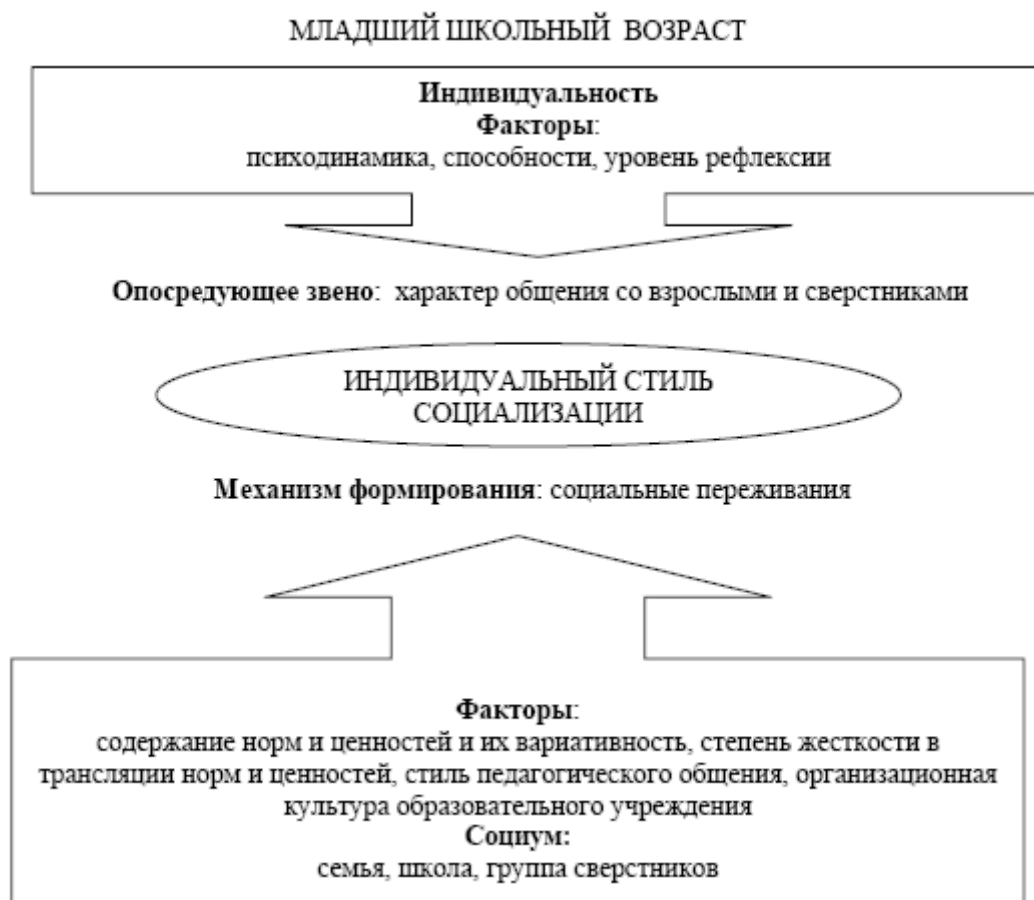 МЛАДШИЙ ШКОЛЬНЫЙ ВОЗРАСТ
Индивидуальность
Факторы:
психодинамика, способности, уровень рефлексии
Опосредующее звено: характер общения со взрослыми и сверстниками
ИНДИВИДУАЛЬНЫЙ СТИЛЬ
СОЦИАЛИЗАЦИИ
Механизм формирования: социальные переживания
Факторы:
содержание норм и ценностей и их вариативность, степень жесткости в
трансляции норм и ценностей, стиль педагогического общения, организационная
культура образовательного учреждения
Социум:
семья, школа, группа сверстников